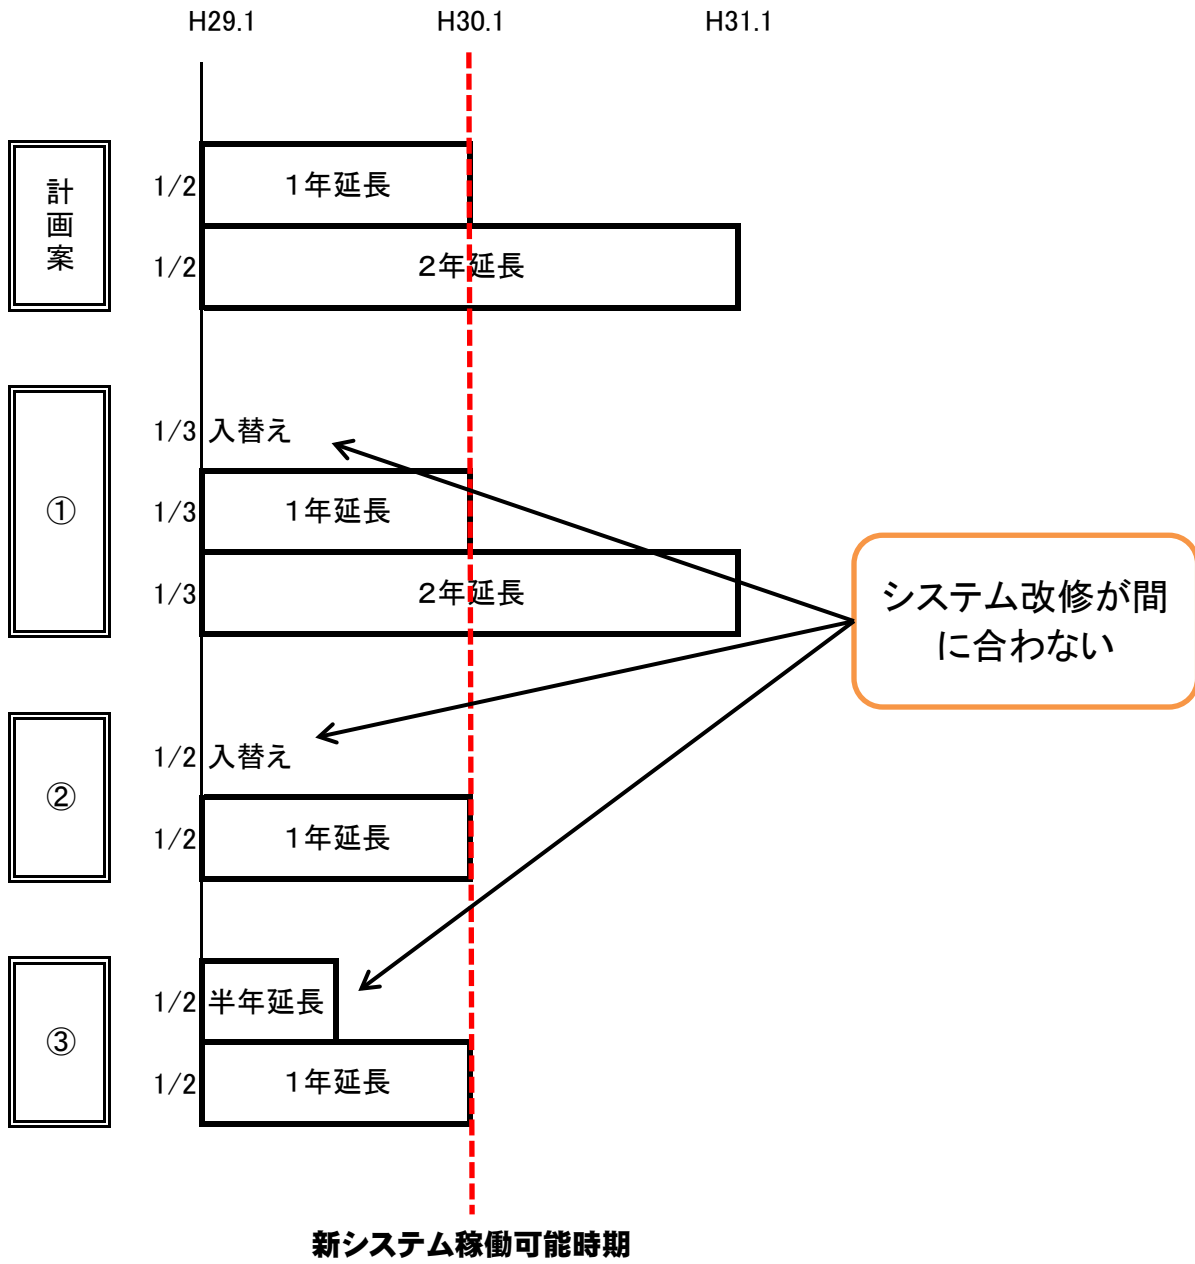 H29.1
H30.1
H31.1
計画案
1/2
１年延長
1/2
２年延長
①
1/3
入替え
1/3
１年延長
1/3
２年延長
システム改修が間
に合わない
②
1/2
入替え
1/2
１年延長
③
1/2
半年延長
1/2
１年延長
新システム稼働可能時期